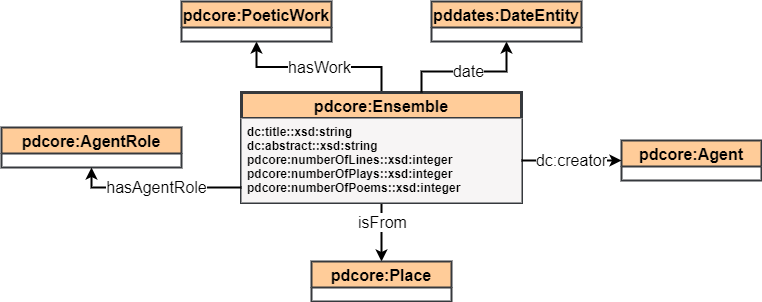 pdcore:PoeticWork
pddates:DateEntity
hasWork
date
pdcore:Ensemble
dc:title::xsd:string
dc:abstract::xsd:string
pdcore:numberOfLines::xsd:integer
pdcore:numberOfPlays::xsd:integer
pdcore:numberOfPoems::xsd:integer
pdcore:AgentRole
hasAgentRole
dc:creator
pdcore:Agent
isFrom
pdcore:Place